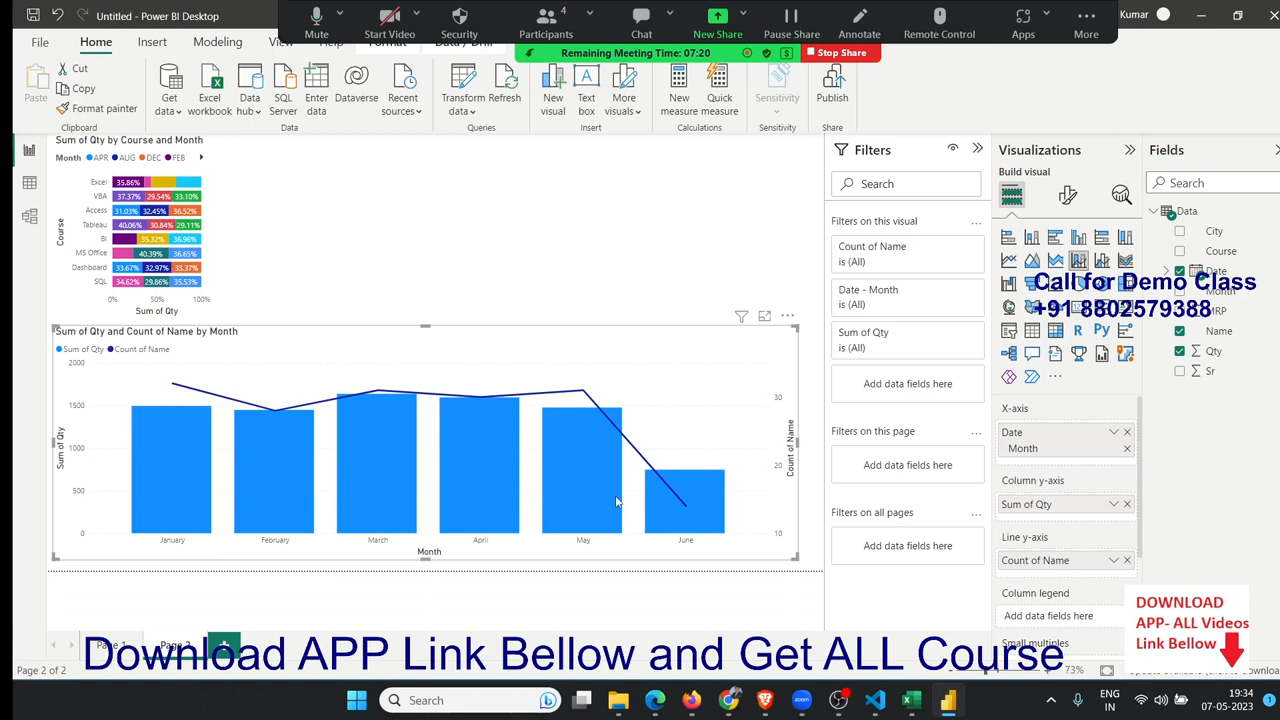 Untitled - Power BI Desktop
Mute
Start Video
Security
4
Participants
Chat
New Share
Pause Share
Annotate
Remote Control
Apps
More
Kumar
Remaining Meeting Time: 07:20
Stop Share
File
Home
Insert
Modeling
View
Paste
Cut
Copy
Format painter
Clipboard
Get data
Excel workbook
Data hub
SQL Server
Enter data
Dataverse
Recent sources
Data
Transform data
Refresh
Queries
New visual
Text box
More visuals
Insert
New measure
Quick measure
Calculations
Sensitivity
Sensitivity
Publish
Share
Sum of Qty by Course and Month
Month APR AUG DEC FEB
Excel 35.86%
VBA 37.37% 29.54% 33.10%
Access 31.03% 32.45% 36.52%
Tableau 40.06% 30.84% 29.11%
BI 35.32% 36.96%
MS Office 40.39% 36.65%
Dashboard 33.67% 32.97% 33.37%
SQL 34.62% 29.86% 35.53%
Course
0% 50% 100%
Sum of Qty
Sum of Qty and Count of Name by Month
Sum of Qty Count of Name
2000
1500
1000
500
0
Sum of Qty
30
20
10
Count of Name
January February March April May June
Month
Filters
Search
Filters on this visual
Count of Name
is (All)
Date - Month
is (All)
Sum of Qty
is (All)
Add data fields here
Filters on this page
Add data fields here
Filters on all pages
Add data fields here
Visualizations
Build visual
R Py
X-axis
Date
Month
Column y-axis
Sum of Qty
Line y-axis
Count of Name
Column legend
Add data fields here
Small multiples
Fields
Search
Data
City
Course
Date
Month
MRP
Name
Qty
Sr
Call for Demo Class
+91 8802579388
DOWNLOAD
APP- ALL Videos
Link Bellow
Page 1
Page 2
Download APP Link Bellow and Get ALL Course
Page 2 of 2
73%
Search
ENG
IN
19:34
07-05-2023